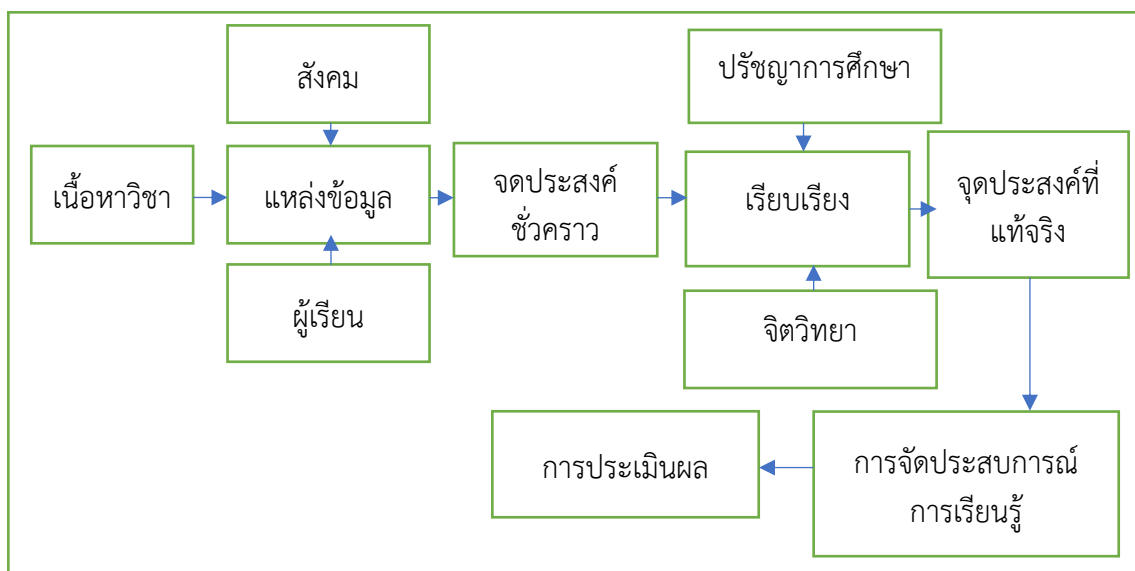 สังคม
ปรัชญาการศึกษา
เนื้อหาวิชา
แหล่งข้อมูล
จดประสงค์
ชั่วคราว
เรียบเรียง
จุดประสงค์ที่
แท้จริง
ผู้เรียน
จิตวิทยา
การประเมินผล
การจัดประสบการณ์
การเรียนรู้